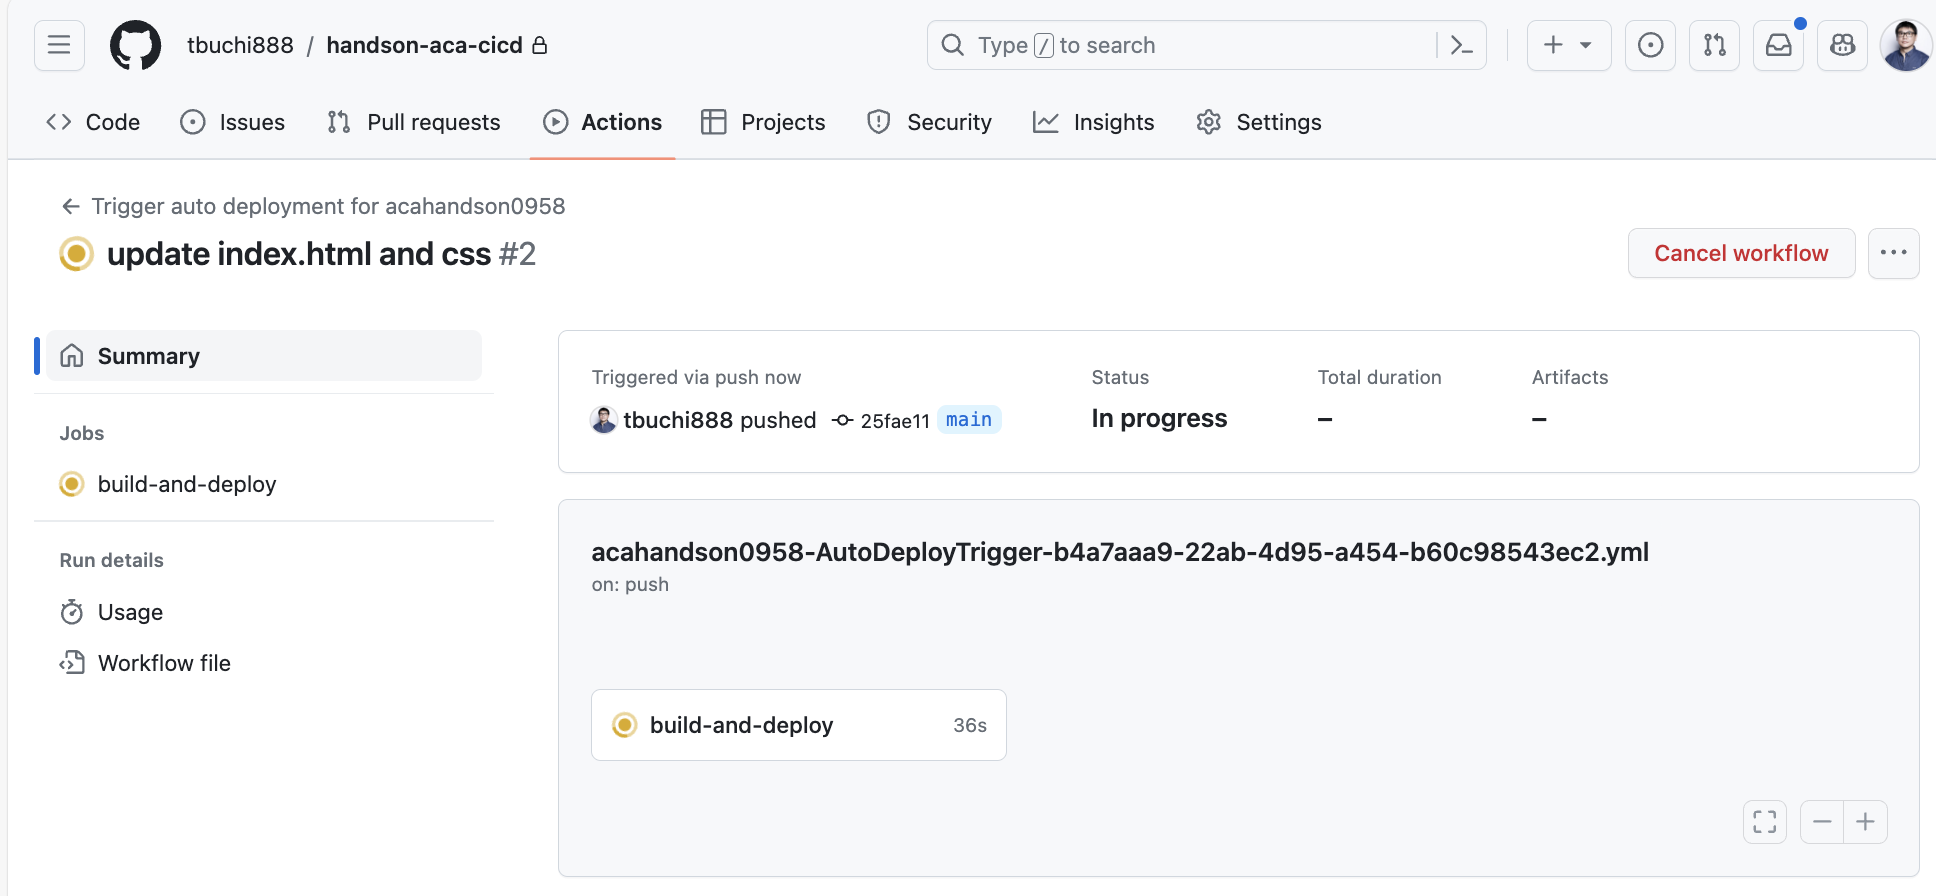 tbuchi888 / handson-aca-cicd
Type / to search
Code Issues Pull requests Actions Projects Security Insights Settings
Trigger auto deployment for acahandson0958
update index.html and css #2
Cancel workflow
Summary
Jobs
build-and-deploy
Run details
Usage
Workflow file
Triggered via push now
tbuchi888 pushed 25fae11 main
Status
In progress
Total duration
–
Artifacts
–
acahandson0958-AutoDeployTrigger-b4a7aaa9-22ab-4d95-a454-b60c98543ec2.yml
on: push
build-and-deploy 36s